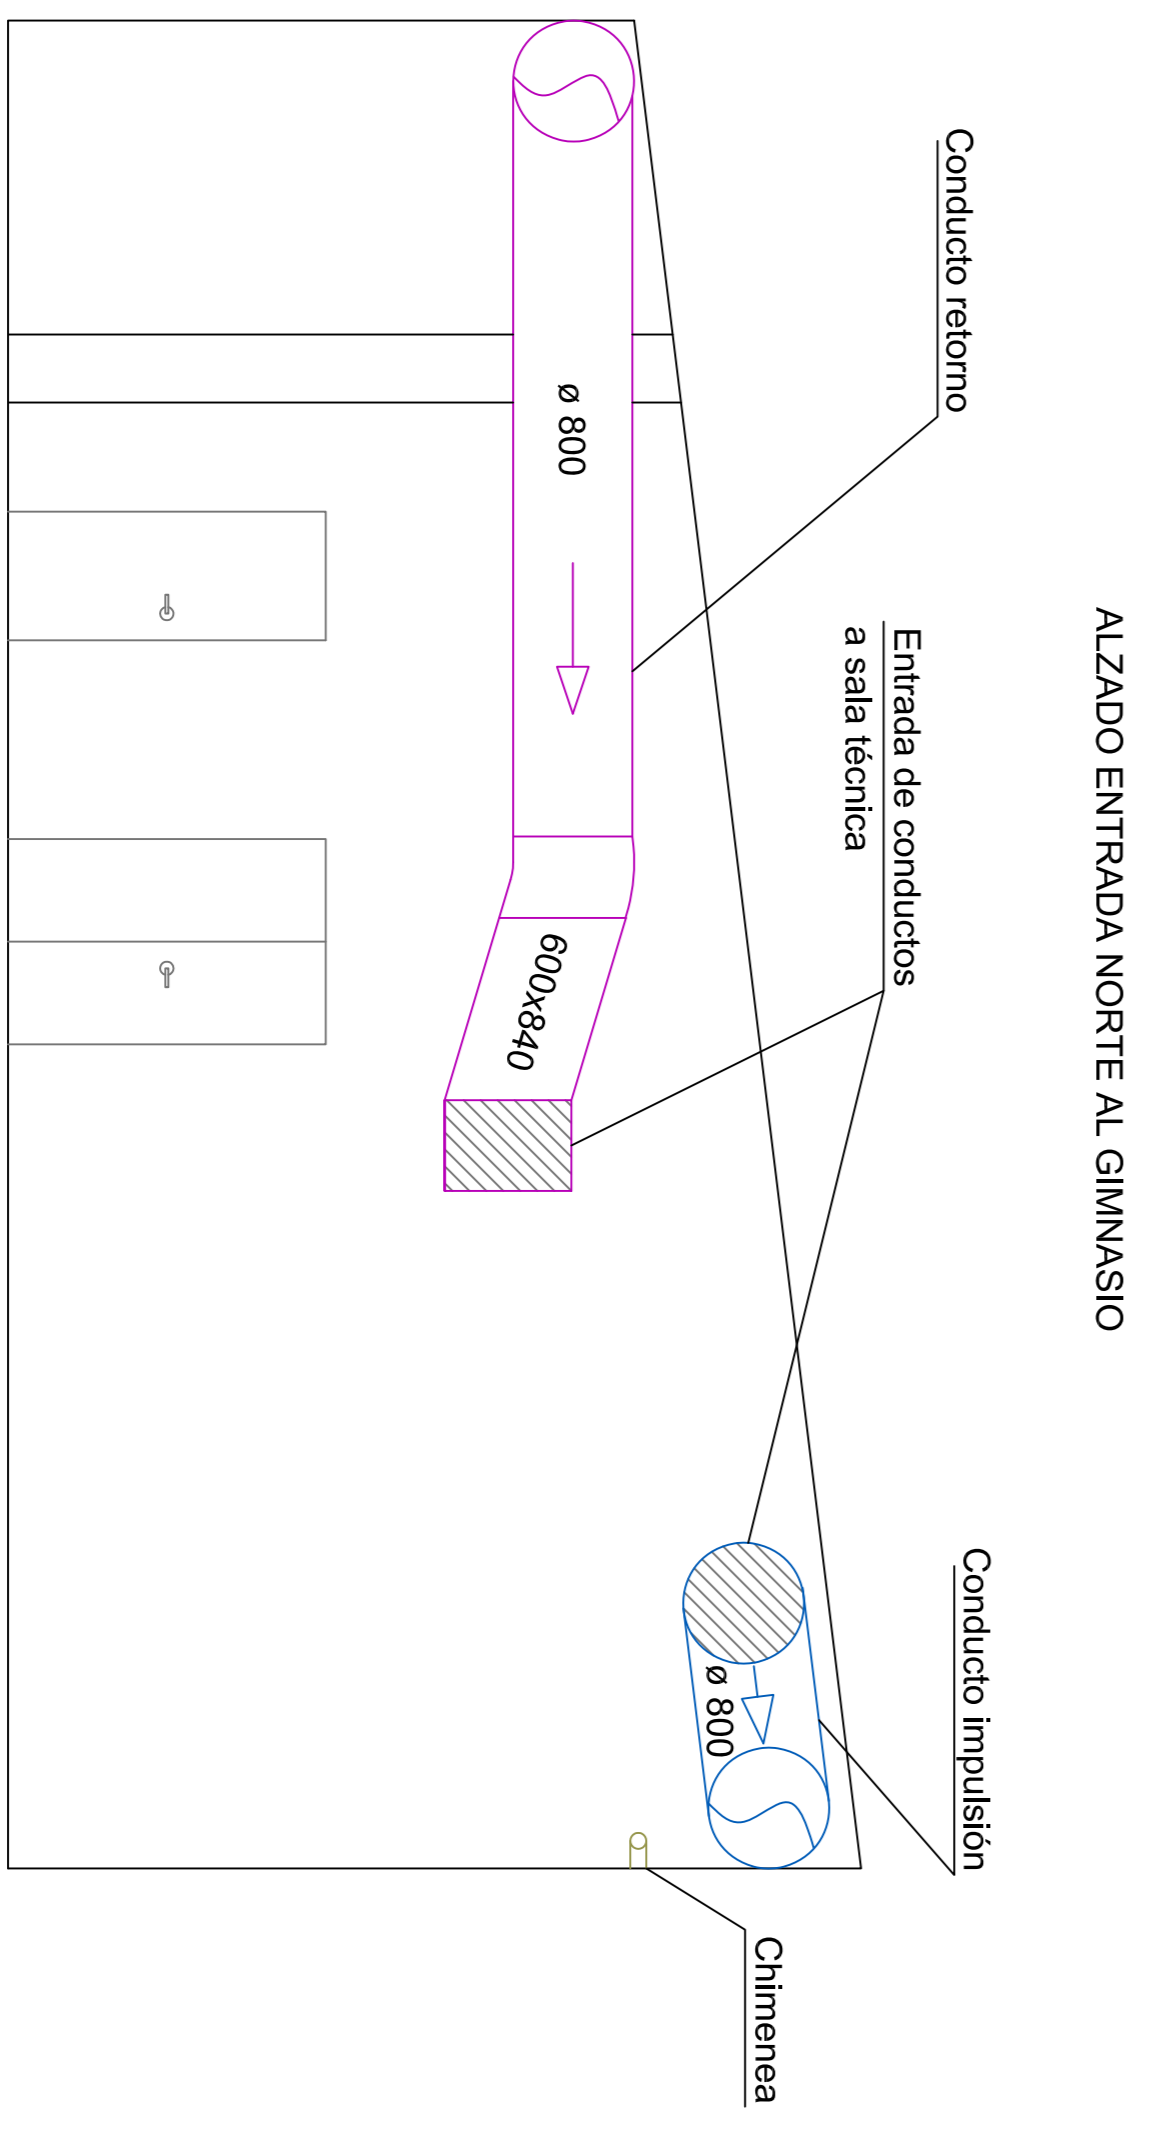 ALZADO ENTRADA NORTE AL GIMNASIO
Conducto retorno
Entrada de conductos
a sala técnica
Conducto impulsión
ø 800
600x840
ø 800
Chimenea